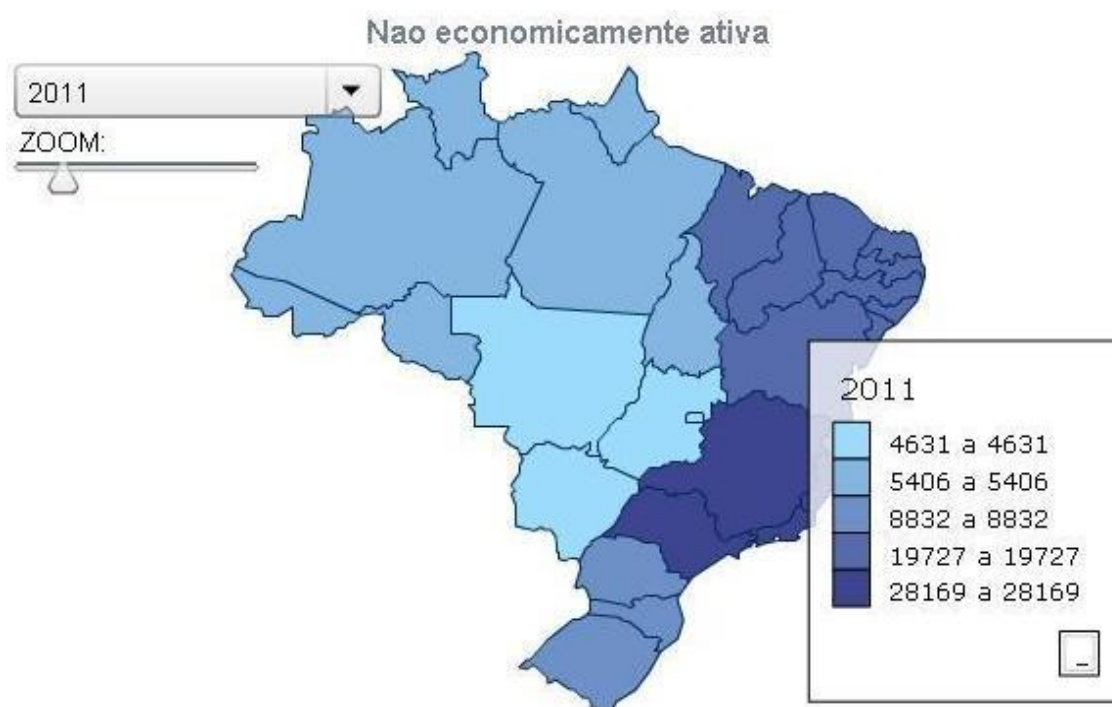 Nao economicamente ativa
2011
ZOOM:
2011
4631 a 4631
5406 a 5406
8832 a 8832
19727 a 19727
28169 a 28169